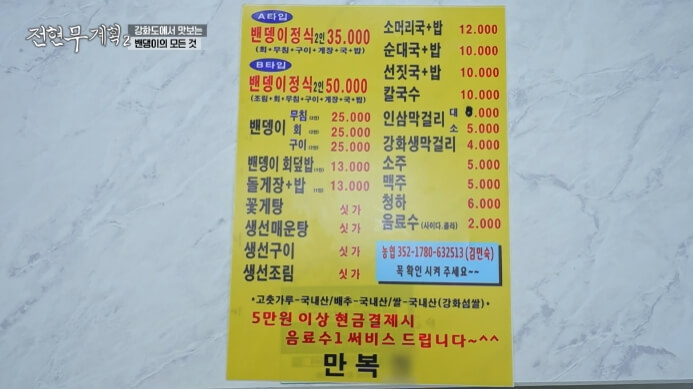 전현무계획2
강화도에서 맛보는
밴댕이의 모든 것
A타입
밴뎅이정식2인 35.000
(회+무침+구이+게장+국+밥)
B타입
밴뎅이정식2인 50.000
(조림+회+무침+구이+게장+국+밥)
밴뎅이 무침 25.000
회 25.000
구이 25.000
밴뎅이 회덮밥 13.000
돌게장+밥 13.000
꽃게탕 싯가
생선매운탕 싯가
생선구이 싯가
생선조림 싯가
소머리국+밥 12.000
순대국+밥 10.000
선짓국+밥 10.000
칼국수 10.000
인삼막걸리 대 .000
소 5.000
강화생막걸리 4.000
소주 5.000
맥주 5.000
청하 6.000
음료수(사이다.콜라) 2.000
농협 352-1780-632513 (김민숙)
꼭 확인 시켜 주세요~~
•고춧가루-국내산/배추-국내산/쌀-국내산(강화섬쌀)•
5만원 이상 현금결제시
음료수1 써비스 드립니다~^^
만복